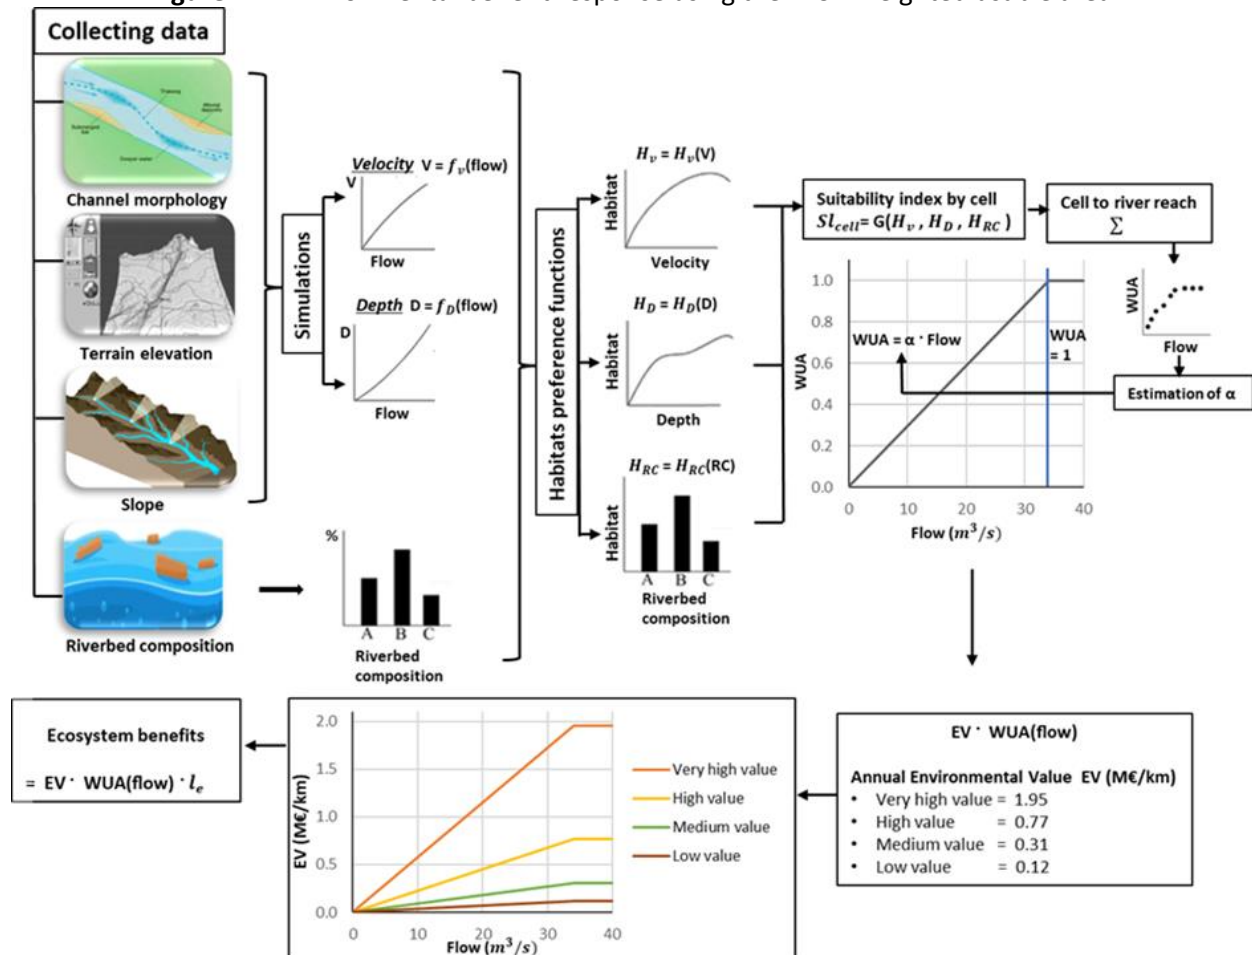 Collecting data
Thalweg
Submerged
bar
Deeper water
Channel morphology
Terrain elevation
Slope
Riverbed composition
Simulations
Velocity V = f_v(flow)
V
Flow
Depth D = f_D(flow)
D
Flow
%
A B C
Riverbed
composition
Habitats preference functions
H_v = H_v(V)
Habitat
Velocity
H_D = H_D(D)
Habitat
Depth
H_RC = H_RC(RC)
Habitat
A B C
Riverbed
composition
Suitability index by cell
SI_cell = G(H_v , H_D , H_RC )
Cell to river reach
Σ
WUA
Flow
Estimation of α
1.0
0.8
0.6
0.4
0.2
0.0
WUA
WUA = α · Flow
WUA
= 1
0 10 20 30 40
Flow (m³/s)
EV · WUA(flow)
Annual Environmental Value EV (M€/km)
• Very high value = 1.95
• High value = 0.77
• Medium value = 0.31
• Low value = 0.12
2.0
1.5
1.0
0.5
0.0
EV (M€/km)
0 10 20 30 40
Flow (m³/s)
Very high value
High value
Medium value
Low value
Ecosystem benefits
= EV · WUA(flow) · l_e